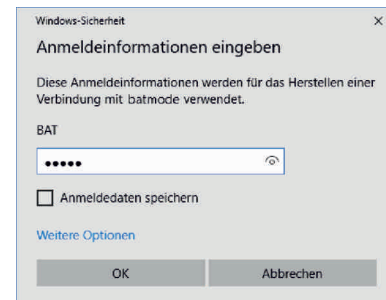 Windows-Sicherheit
Anmeldeinformationen eingeben
Diese Anmeldeinformationen werden für das Herstellen einer
Verbindung mit batmode verwendet.
BAT
•••••
Anmeldedaten speichern
Weitere Optionen
OK Abbrechen